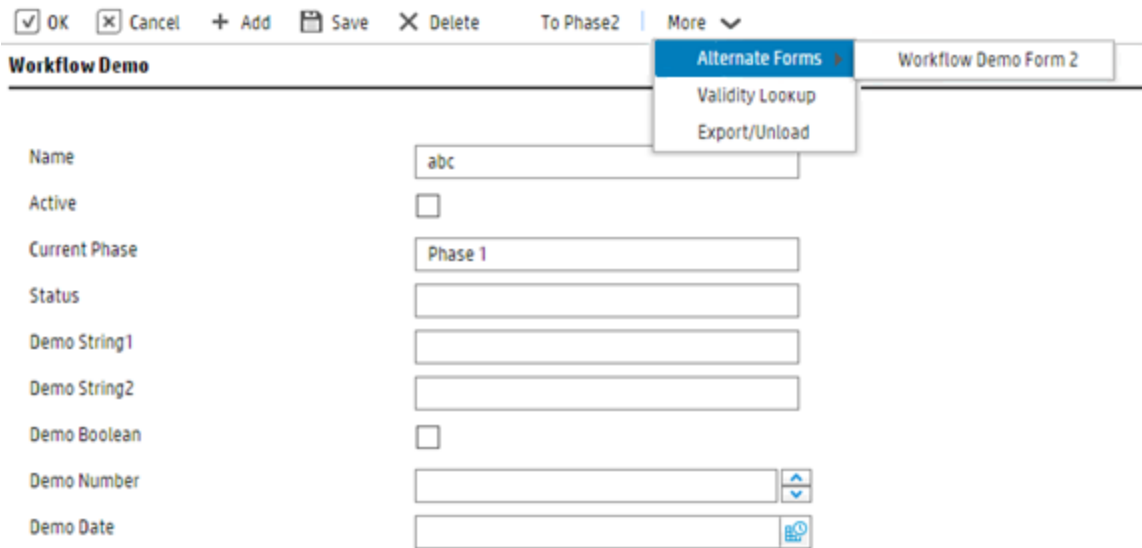 OK Cancel Add Save Delete To Phase2 More
Workflow Demo
Alternate Forms Workflow Demo Form 2
Validity Lookup
Export/Unload
Name abc
Active
Current Phase Phase 1
Status
Demo String1
Demo String2
Demo Boolean
Demo Number
Demo Date